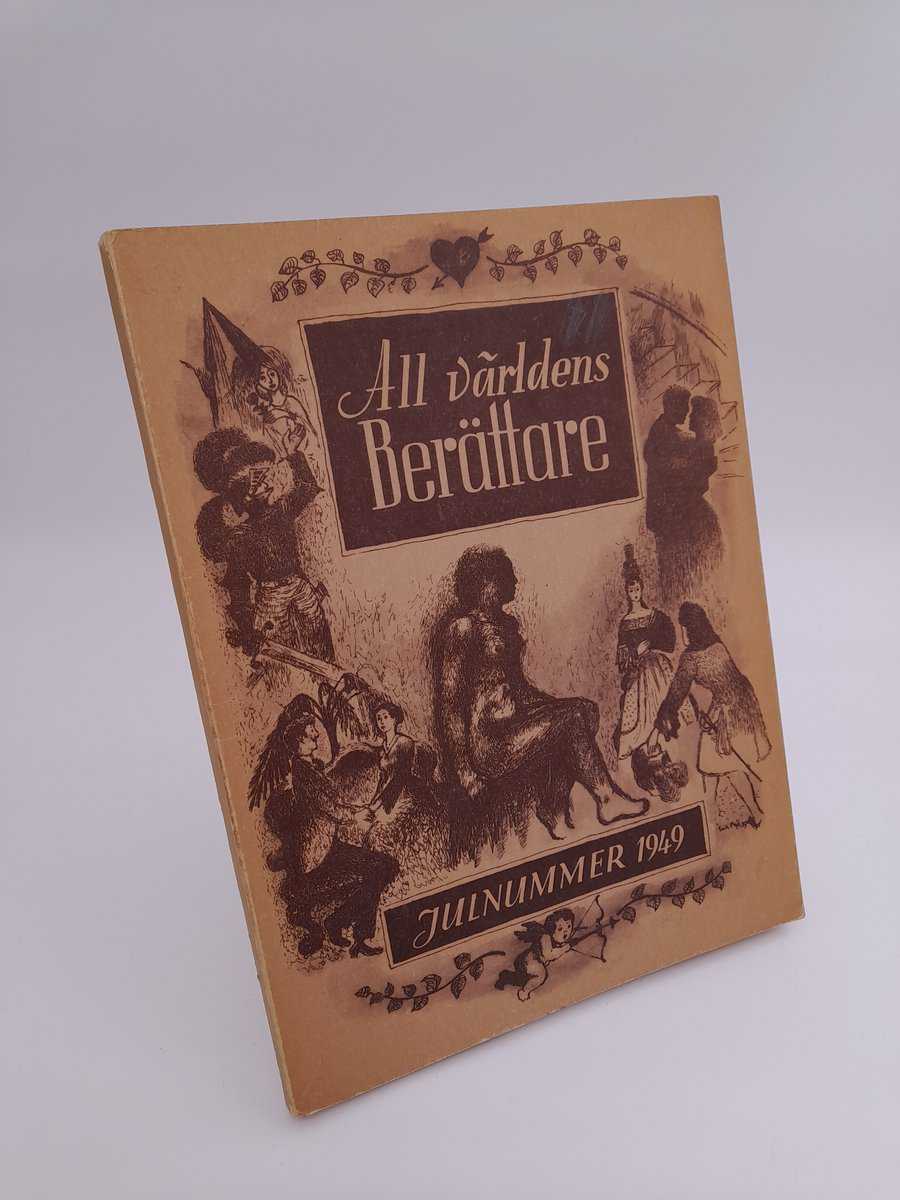 All världens
Berättare
JULNUMMER 1949